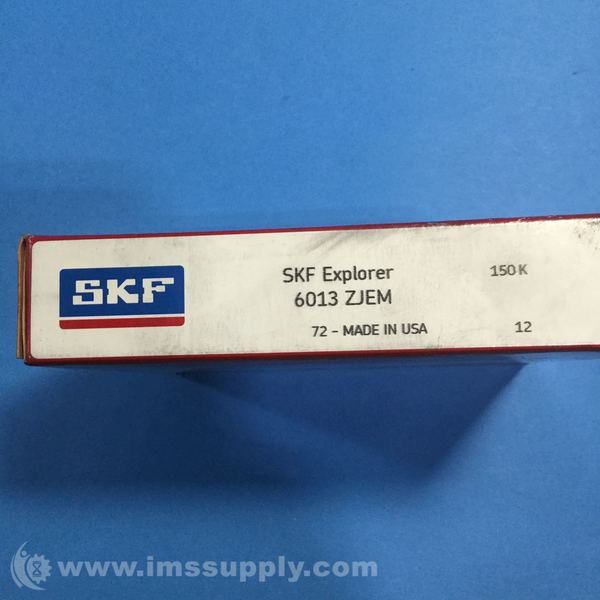 SKF
SKF Explorer 150 K
6013 ZJEM
72 - MADE IN USA 12
www.imssupply.com